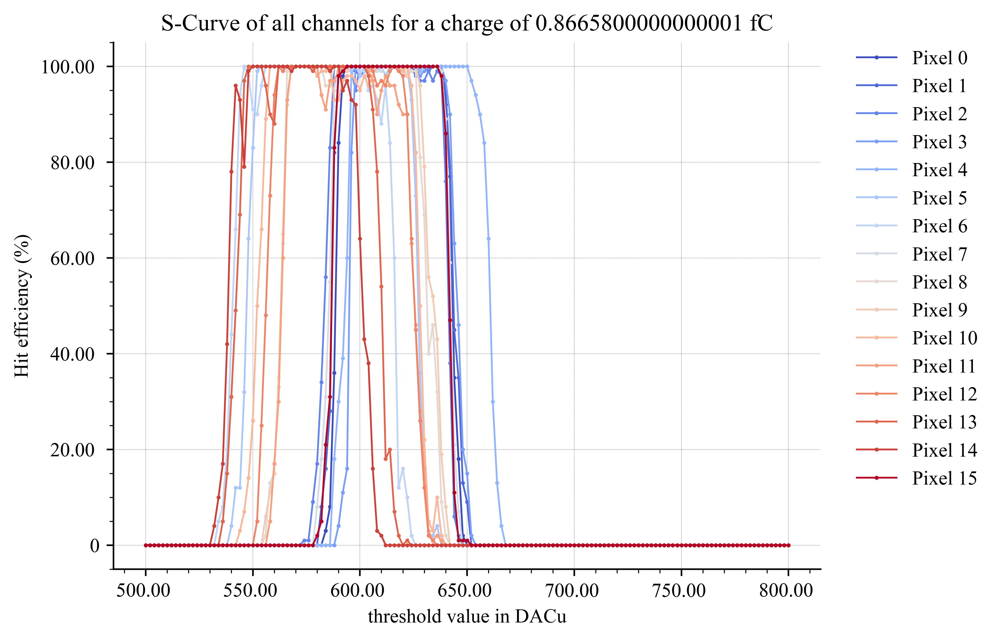 S-Curve of all channels for a charge of 0.8665800000000001 fC
100.00
80.00
60.00
40.00
20.00
0
Hit efficiency (%)
500.00 550.00 600.00 650.00 700.00 750.00 800.00
threshold value in DACu
Pixel 0
Pixel 1
Pixel 2
Pixel 3
Pixel 4
Pixel 5
Pixel 6
Pixel 7
Pixel 8
Pixel 9
Pixel 10
Pixel 11
Pixel 12
Pixel 13
Pixel 14
Pixel 15